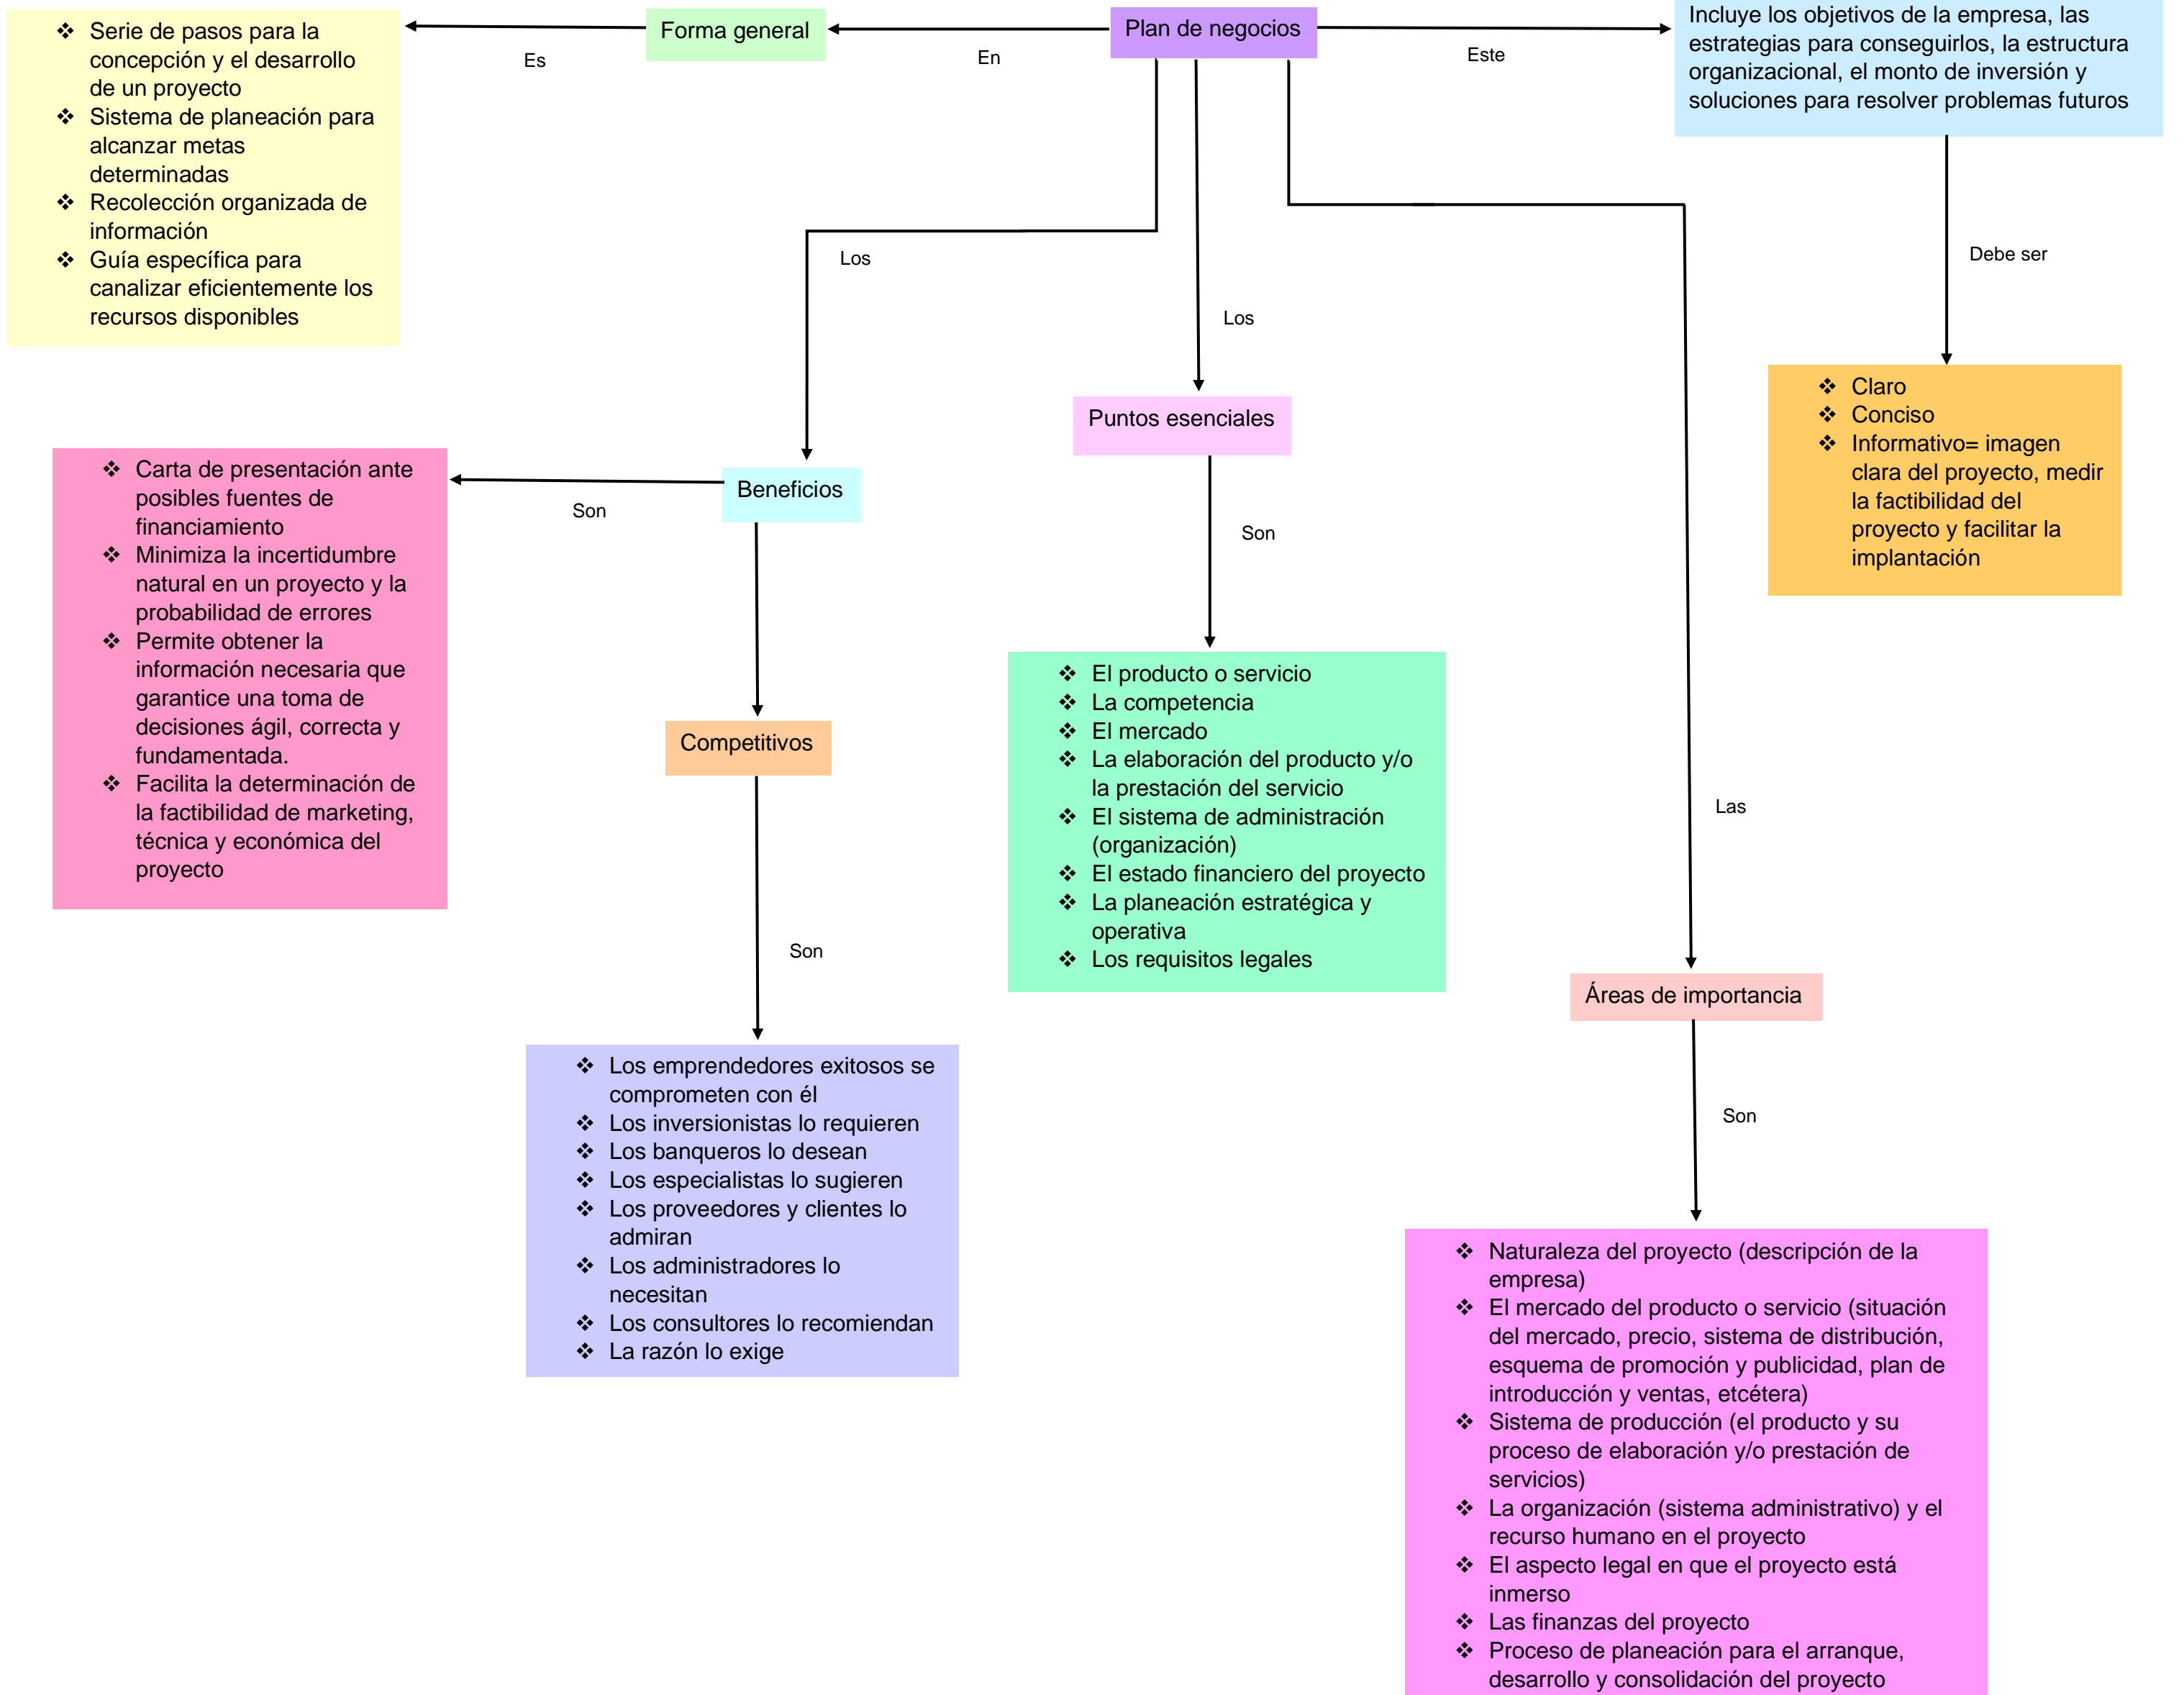 Plan de negocios
En
Forma general
Es
❖ Serie de pasos para la
concepción y el desarrollo
de un proyecto
❖ Sistema de planeación para
alcanzar metas
determinadas
❖ Recolección organizada de
información
❖ Guía específica para
canalizar eficientemente los
recursos disponibles
Este
Incluye los objetivos de la empresa, las
estrategias para conseguirlos, la estructura
organizacional, el monto de inversión y
soluciones para resolver problemas futuros
Debe ser
❖ Claro
❖ Conciso
❖ Informativo= imagen
clara del proyecto, medir
la factibilidad del
proyecto y facilitar la
implantación
Los
Beneficios
Son
❖ Carta de presentación ante
posibles fuentes de
financiamiento
❖ Minimiza la incertidumbre
natural en un proyecto y la
probabilidad de errores
❖ Permite obtener la
información necesaria que
garantice una toma de
decisiones ágil, correcta y
fundamentada.
❖ Facilita la determinación de
la factibilidad de marketing,
técnica y económica del
proyecto
Competitivos
Son
❖ Los emprendedores exitosos se
comprometen con él
❖ Los inversionistas lo requieren
❖ Los banqueros lo desean
❖ Los especialistas lo sugieren
❖ Los proveedores y clientes lo
admiran
❖ Los administradores lo
necesitan
❖ Los consultores lo recomiendan
❖ La razón lo exige
Los
Puntos esenciales
Son
❖ El producto o servicio
❖ La competencia
❖ El mercado
❖ La elaboración del producto y/o
la prestación del servicio
❖ El sistema de administración
(organización)
❖ El estado financiero del proyecto
❖ La planeación estratégica y
operativa
❖ Los requisitos legales
Las
Áreas de importancia
Son
❖ Naturaleza del proyecto (descripción de la
empresa)
❖ El mercado del producto o servicio (situación
del mercado, precio, sistema de distribución,
esquema de promoción y publicidad, plan de
introducción y ventas, etcétera)
❖ Sistema de producción (el producto y su
proceso de elaboración y/o prestación de
servicios)
❖ La organización (sistema administrativo) y el
recurso humano en el proyecto
❖ El aspecto legal en que el proyecto está
inmerso
❖ Las finanzas del proyecto
❖ Proceso de planeación para el arranque,
desarrollo y consolidación del proyecto